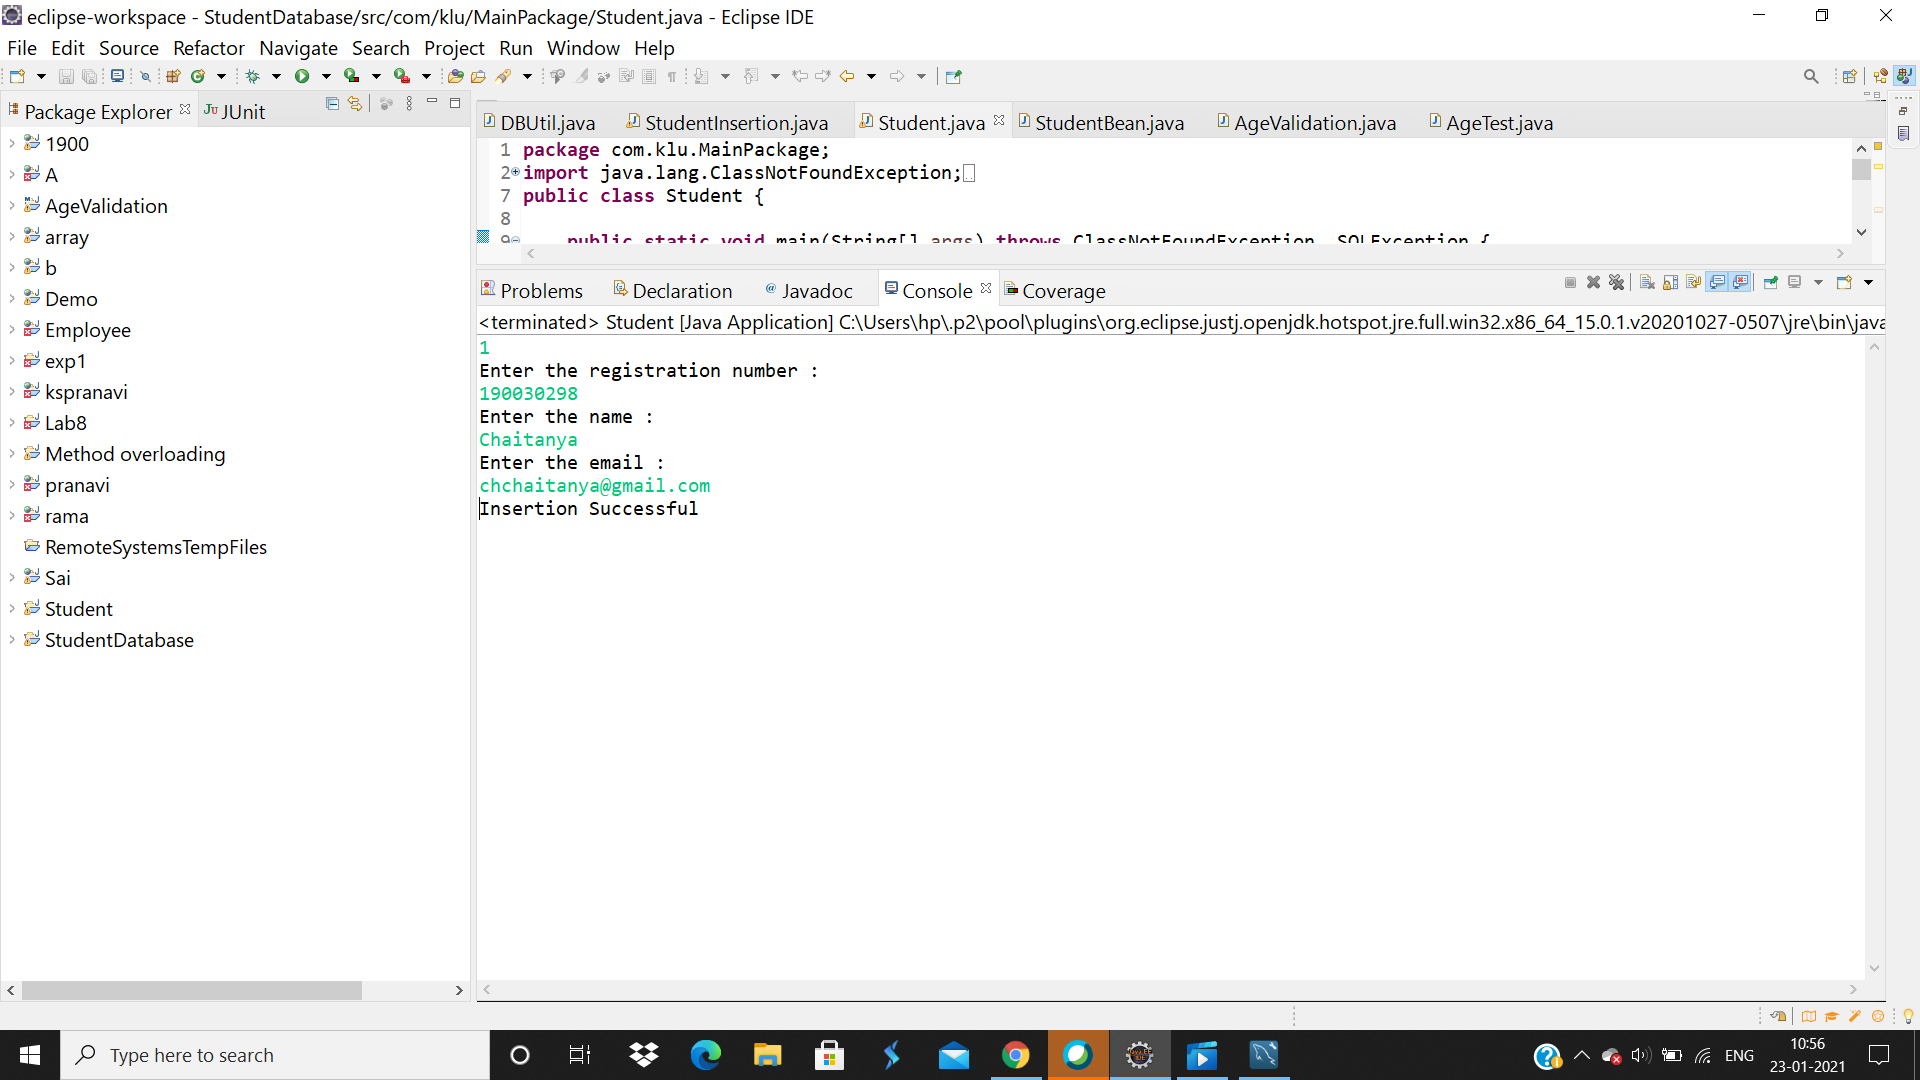 eclipse-workspace - StudentDatabase/src/com/klu/MainPackage/Student.java - Eclipse IDE
File Edit Source Refactor Navigate Search Project Run Window Help
Package Explorer JUnit
1900
A
AgeValidation
array
b
Demo
Employee
exp1
kspranavi
Lab8
Method overloading
pranavi
rama
RemoteSystemsTempFiles
Sai
Student
StudentDatabase
DBUtil.java StudentInsertion.java Student.java StudentBean.java AgeValidation.java AgeTest.java
1 package com.klu.MainPackage;
2 import java.lang.ClassNotFoundException;
7 public class Student {
8
9 public static void main(String[] args) throws ClassNotFoundException, SQLException {
Problems Declaration @ Javadoc Console Coverage
<terminated> Student [Java Application] C:\Users\hp\.p2\pool\plugins\org.eclipse.justj.openjdk.hotspot.jre.full.win32.x86_64_15.0.1.v20201027-0507\jre\bin\java
1
Enter the registration number :
190030298
Enter the name :
Chaitanya
Enter the email :
chchaitanya@gmail.com
Insertion Successful
Type here to search
ENG
10:56
23-01-2021